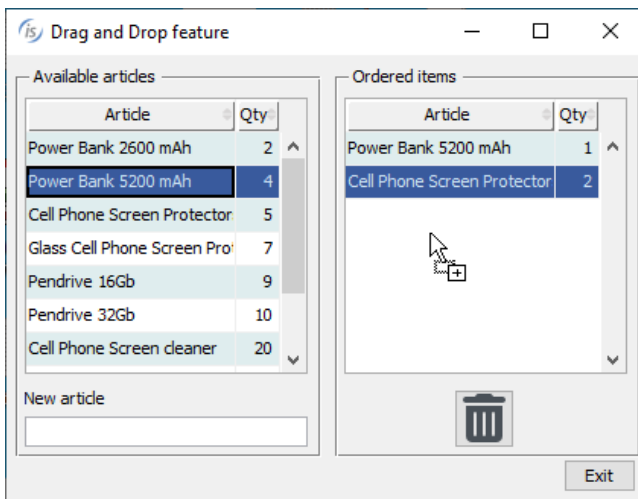 is Drag and Drop feature
Available articles
Article Qty
Power Bank 2600 mAh 2
Power Bank 5200 mAh 4
Cell Phone Screen Protector 5
Glass Cell Phone Screen Pro 7
Pendrive 16Gb 9
Pendrive 32Gb 10
Cell Phone Screen cleaner 20
New article
Ordered items
Article Qty
Power Bank 5200 mAh 1
Cell Phone Screen Protector 2
Exit